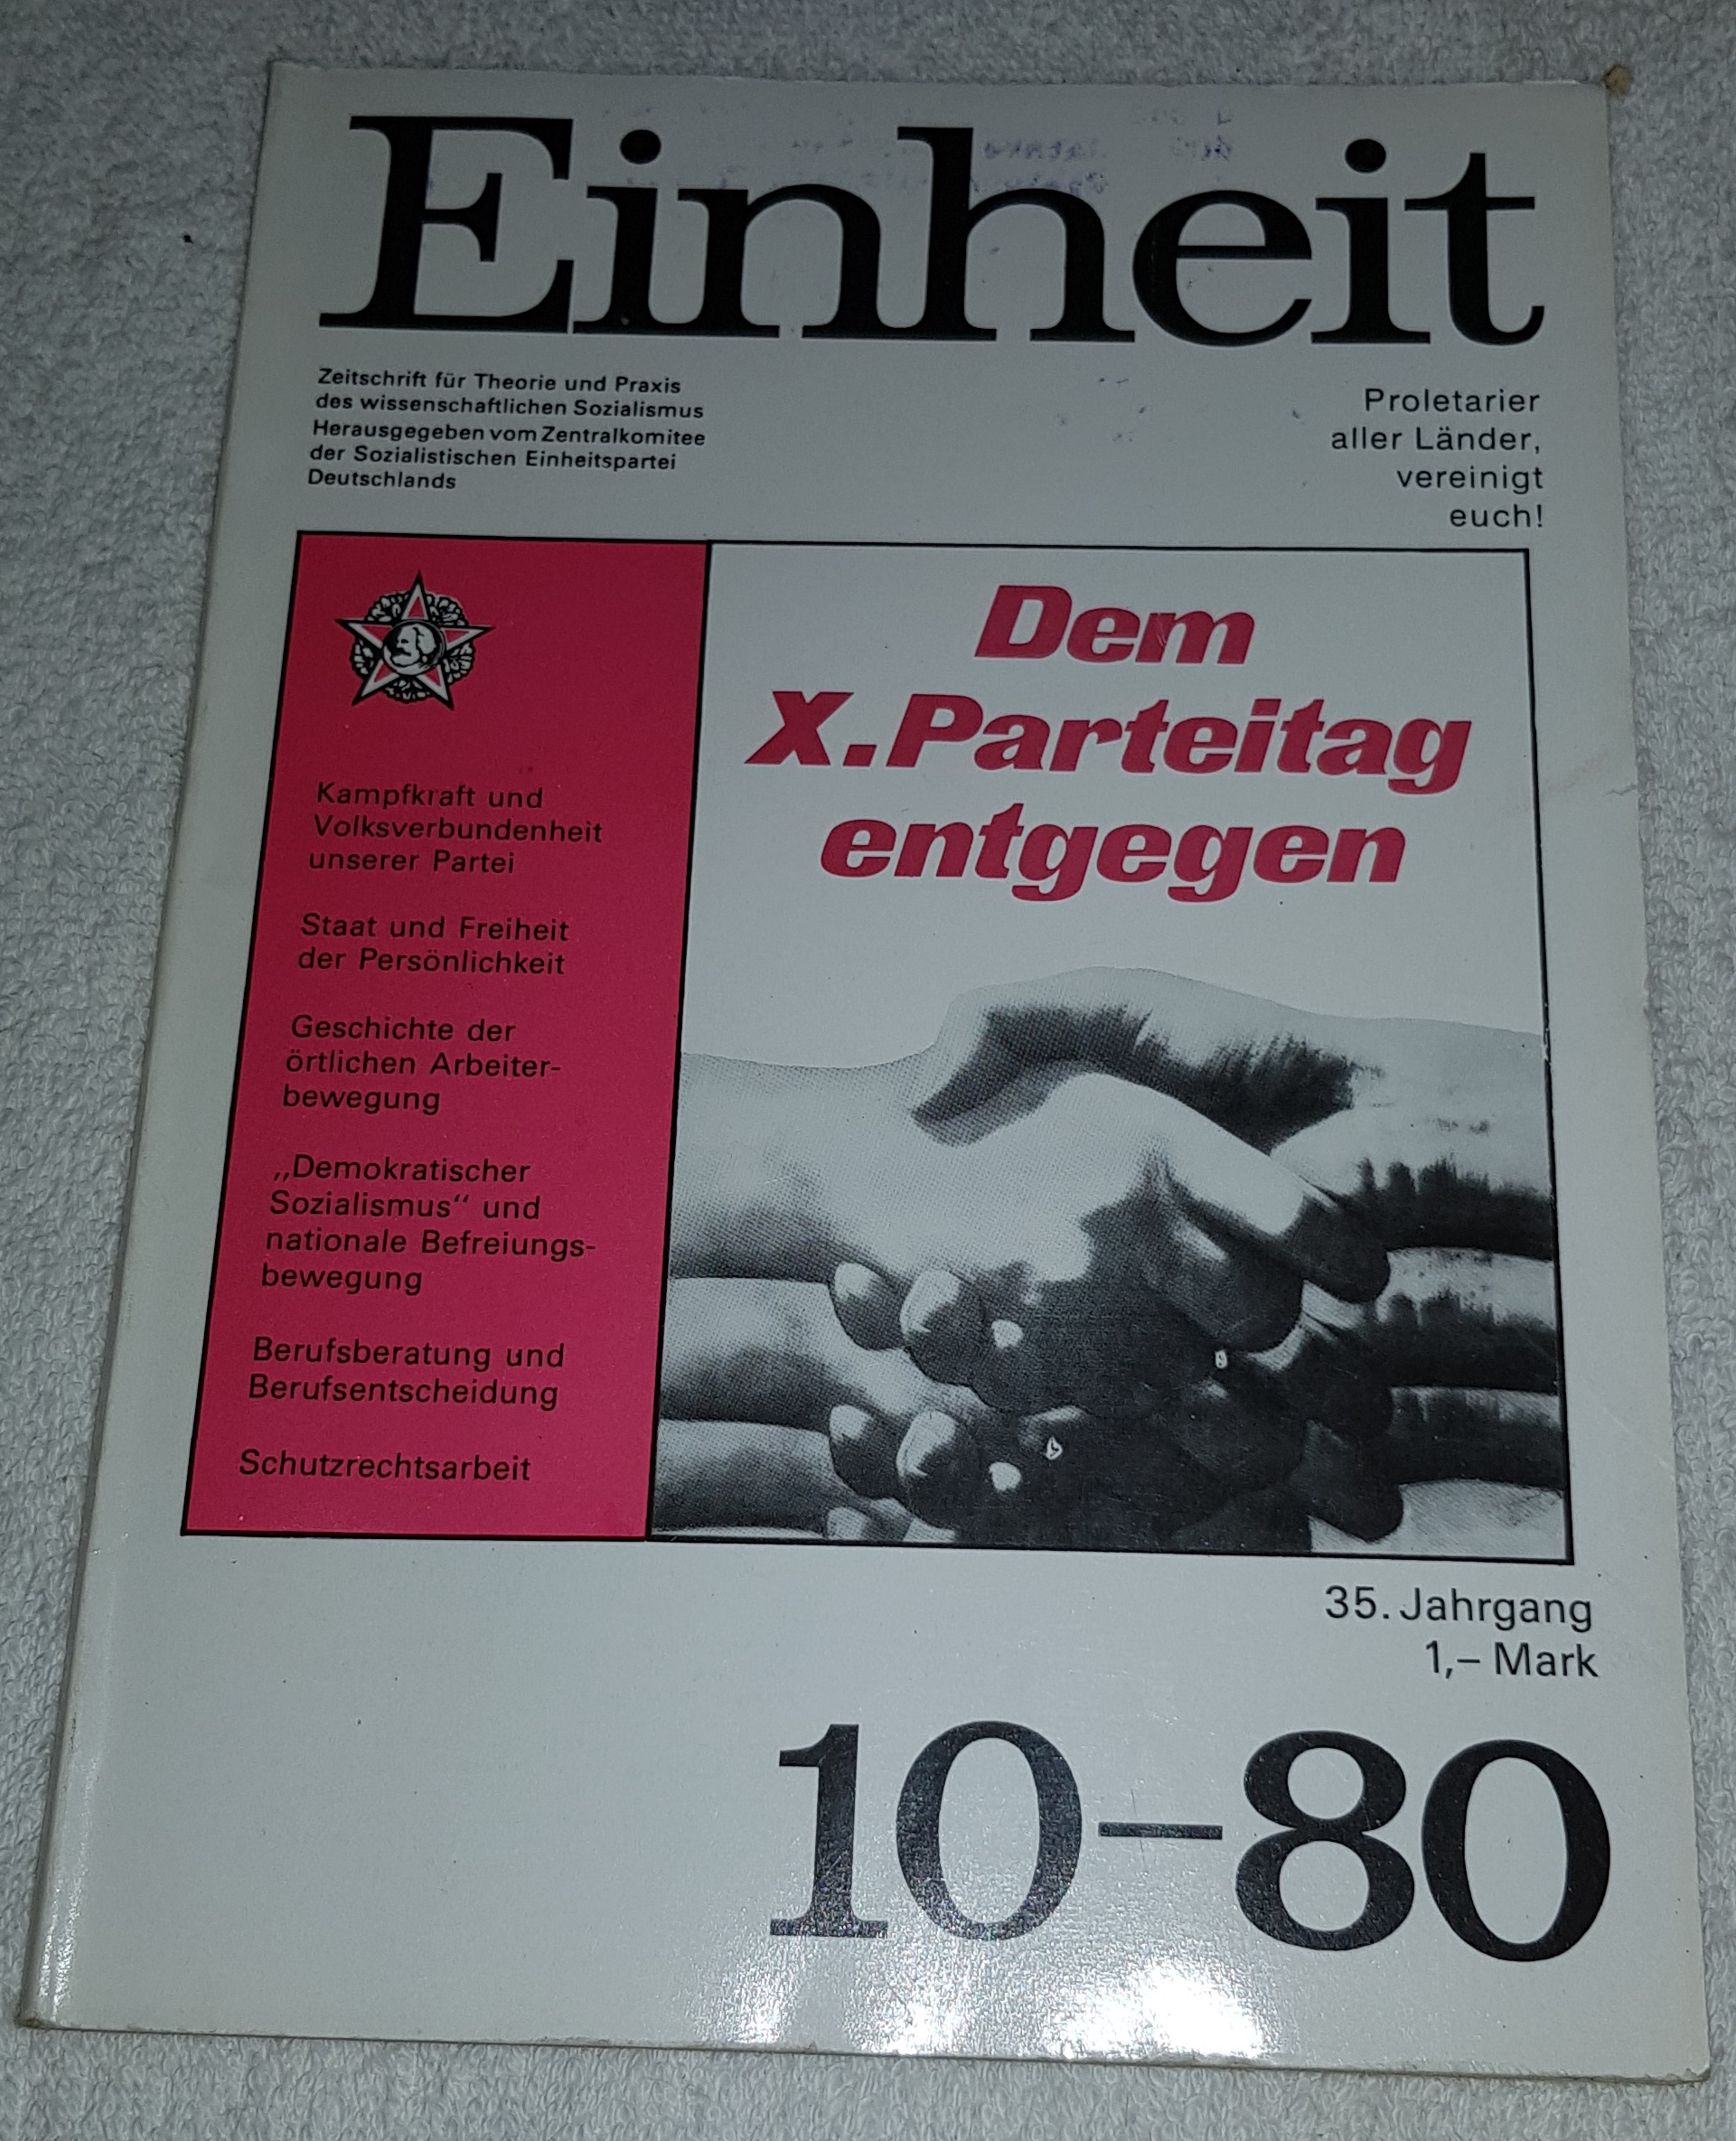 Einheit
Zeitschrift für Theorie und Praxis
des wissenschaftlichen Sozialismus
Herausgegeben vom Zentralkomitee
der Sozialistischen Einheitspartei
Deutschlands
Proletarier
aller Länder,
vereinigt
euch!
Kampfkraft und
Volksverbundenheit
unserer Partei
Staat und Freiheit
der Persönlichkeit
Geschichte der
örtlichen Arbeiter-
bewegung
„Demokratischer
Sozialismus“ und
nationale Befreiungs-
bewegung
Berufsberatung und
Berufsentscheidung
Schutzrechtsarbeit
Dem
X. Parteitag
entgegen
35. Jahrgang
1,– Mark
10–80